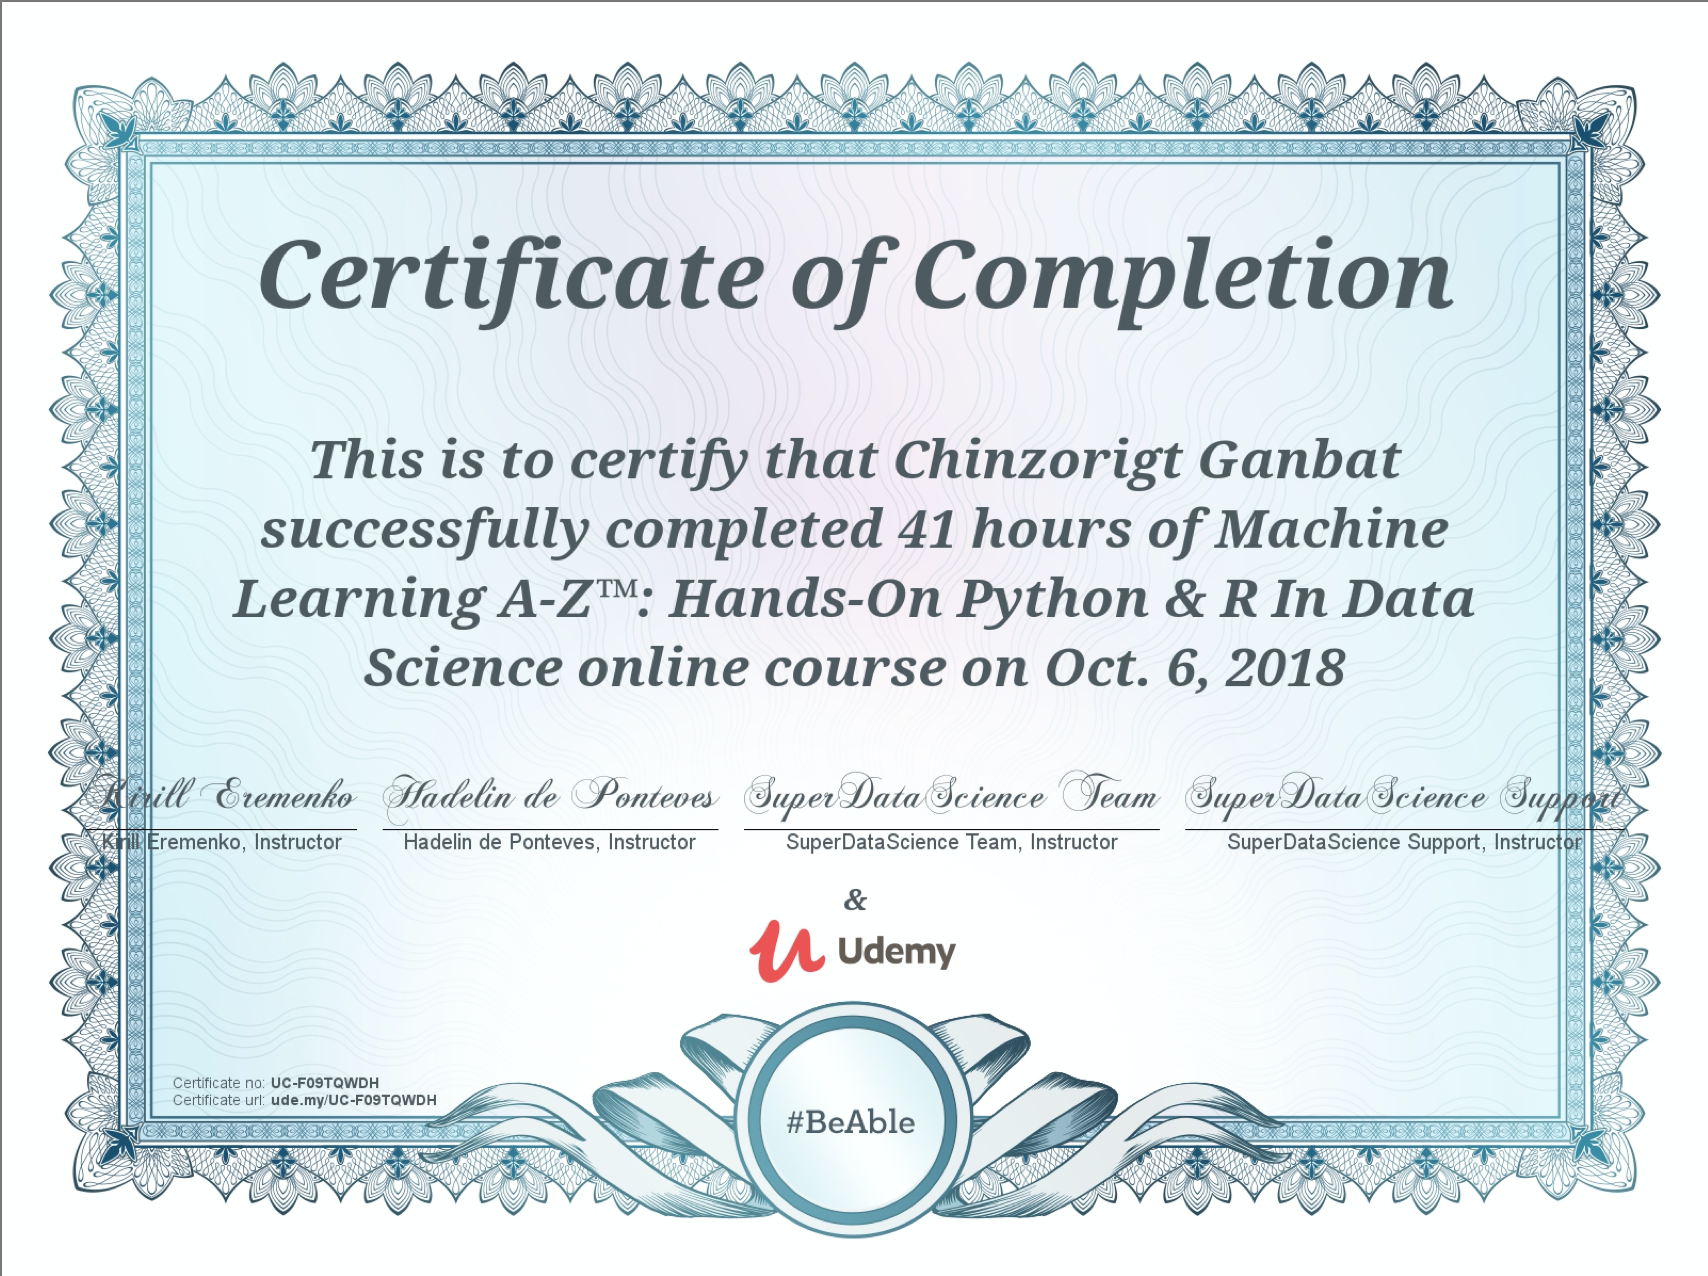 Certificate of Completion
This is to certify that Chinzorigt Ganbat
successfully completed 41 hours of Machine
Learning A-Z™: Hands-On Python & R In Data
Science online course on Oct. 6, 2018
Kirill Eremenko Hadelin de Ponteves SuperDataScience Team SuperDataScience Support
Kirill Eremenko, Instructor Hadelin de Ponteves, Instructor SuperDataScience Team, Instructor SuperDataScience Support, Instructor
&
Udemy
Certificate no: UC-F09TQWDH
Certificate url: ude.my/UC-F09TQWDH
#BeAble